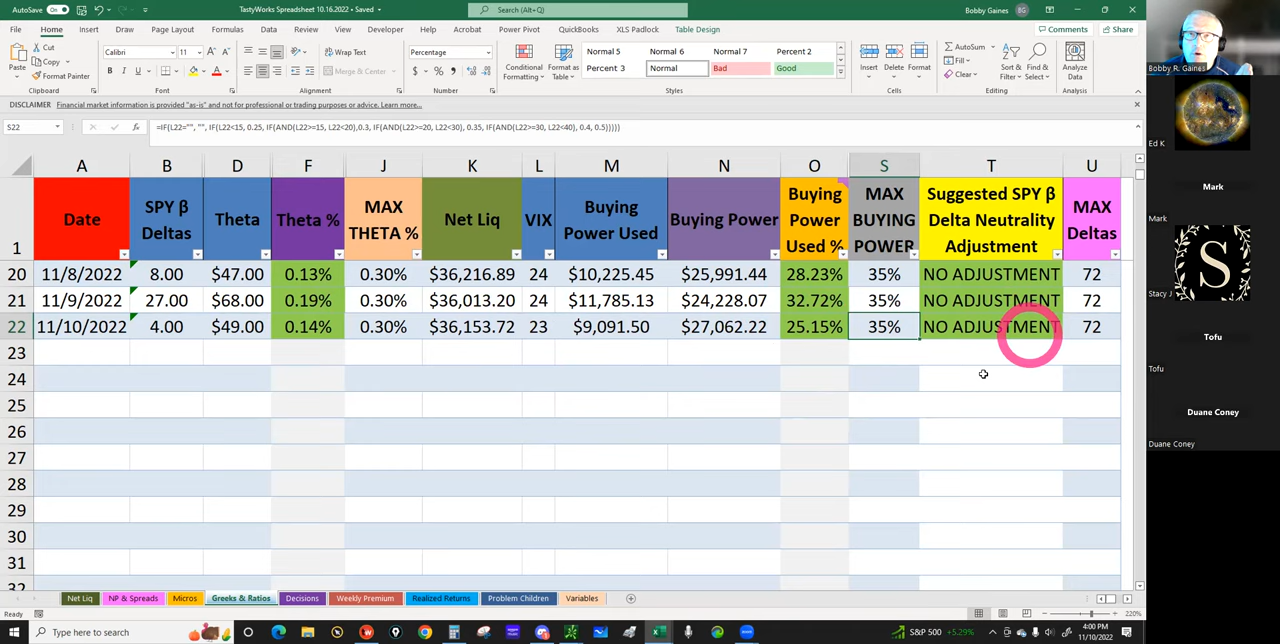 AutoSave On TastyWorks Spreadsheet 10.16.2022 • Saved Search (Alt+Q) Bobby Gaines BG
File Home Insert Draw Page Layout Formulas Data Review View Developer Help Acrobat Power Pivot QuickBooks XLS Padlock Table Design Comments Share
Paste Cut Copy Format Painter Calibri 11 Wrap Text Merge & Center Percentage Conditional Formatting Format as Table Normal 5 Normal 6 Normal 7 Percent 2 Insert Delete Format AutoSum Fill Clear Sort & Filter Find & Select Analyze Data
Percent 3 Normal Bad Good
Clipboard Font Alignment Number Styles Cells Editing Analysis
DISCLAIMER Financial market information is provided "as-is" and not for professional or trading purposes or advice. Learn more...
S22 fx =IF(L22="", "", IF(L22<15, 0.25, IF(AND(L22>=15, L22<20),0.3, IF(AND(L22>=20, L22<30), 0.35, IF(AND(L22>=30, L22<40), 0.4, 0.5)))))
A B D F J K L M N O S T U
1 Date SPY β Deltas Theta Theta % MAX THETA % Net Liq VIX Buying Power Used Buying Power Buying Power Used % MAX BUYING POWER Suggested SPY β Delta Neutrality Adjustment MAX Deltas
20 11/8/2022 8.00 $47.00 0.13% 0.30% $36,216.89 24 $10,225.45 $25,991.44 28.23% 35% NO ADJUSTMENT 72
21 11/9/2022 27.00 $68.00 0.19% 0.30% $36,013.20 24 $11,785.13 $24,228.07 32.72% 35% NO ADJUSTMENT 72
22 11/10/2022 4.00 $49.00 0.14% 0.30% $36,153.72 23 $9,091.50 $27,062.22 25.15% 35% NO ADJUSTMENT 72
23
24
25
26
27
28
29
30
31
32
Net Liq NP & Spreads Micros Greeks & Ratios Decisions Weekly Premium Realized Returns Problem Children Variables
Ready 220%
Type here to search S&P 500 +5.29% 4:00 PM
11/10/2022
Bobby R. Gaines
Ed K
Mark
Mark
S
Stacy J
Tofu
Tofu
Duane Coney
Duane Coney